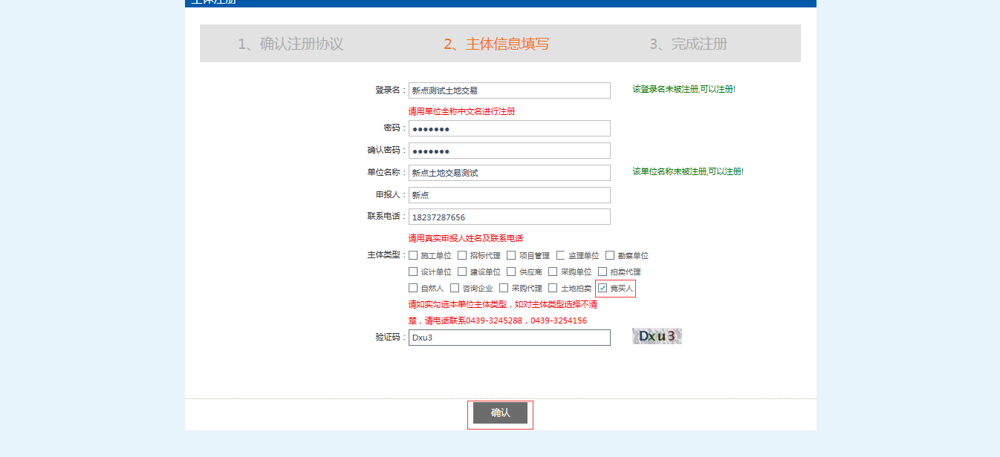 主体注册
1、确认注册协议 2、主体信息填写 3、完成注册
登录名： 新点测试土地交易 该登录名未被注册,可以注册!
请用单位全称中文名进行注册
密码： ●●●●●●●
确认密码： ●●●●●●●
单位名称： 新点土地交易测试 该单位名称未被注册,可以注册!
申报人： 新点
联系电话： 18237287656
请用真实申报人姓名及联系电话
主体类型： 施工单位 招标代理 项目管理 监理单位 勘察单位
设计单位 建设单位 供应商 采购单位 拍卖代理
自然人 咨询企业 采购代理 土地拍卖 竞买人
请如实勾选本单位主体类型，如对主体类型选择不清
楚，请电话联系0439-3245288，0439-3254156
验证码： Dxu3 Dxu3
确认